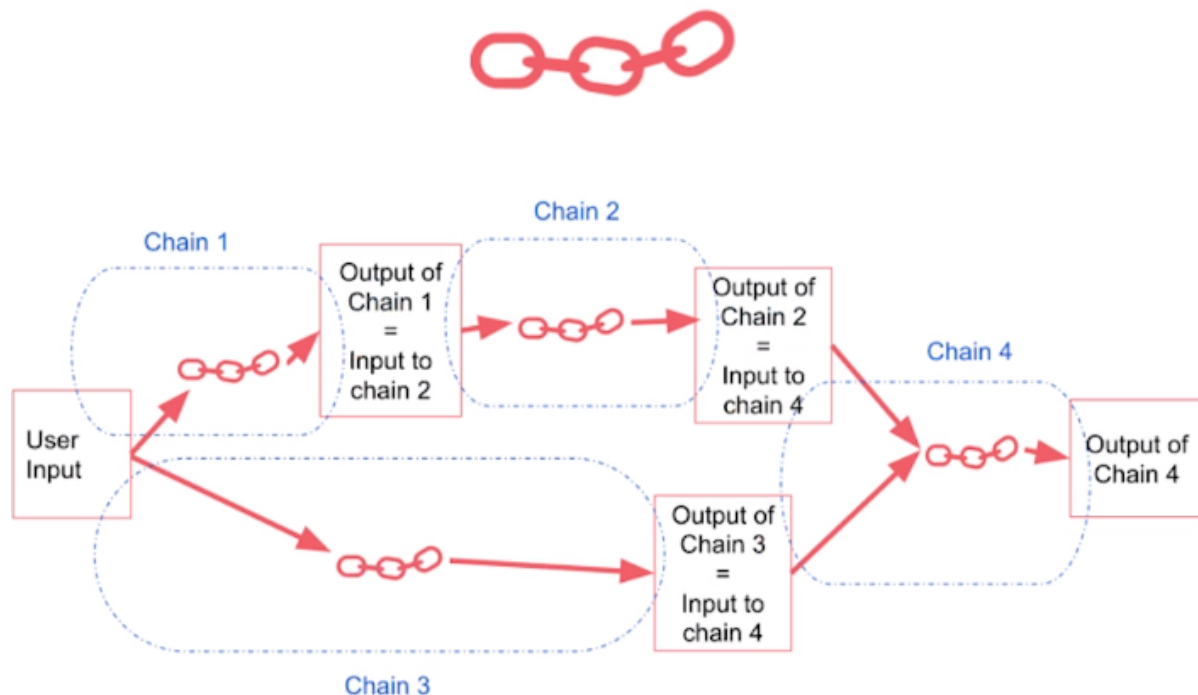 Chain 1
Chain 2
User
Input
Output of
Chain 1
=
Input to
chain 2
Output of
Chain 2
=
Input to
chain 4
Chain 4
Output of
Chain 4
Output of
Chain 3
=
Input to
chain 4
Chain 3